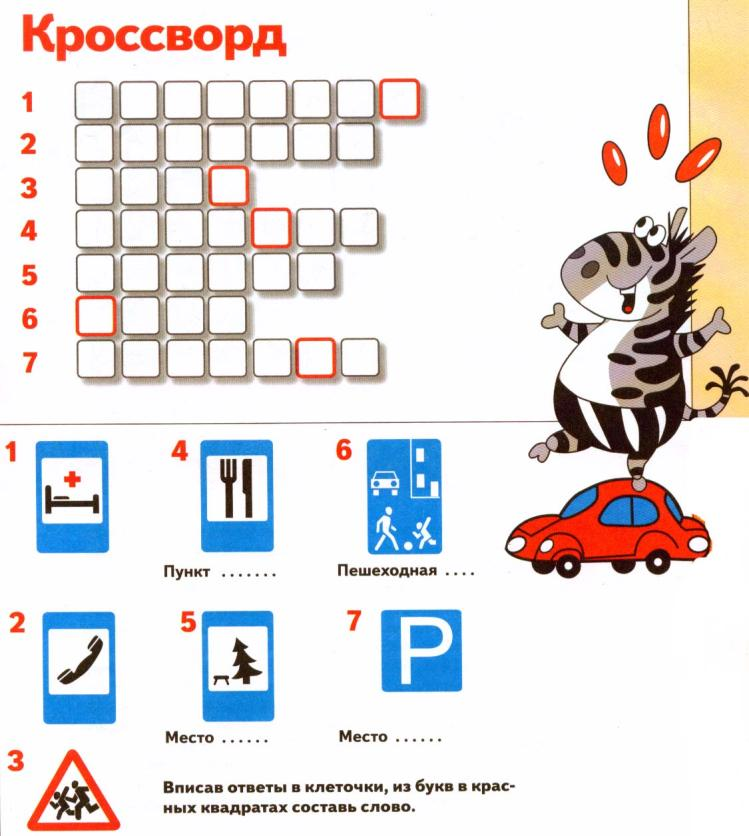 Кроссворд
1
2
3
4
5
6
7
1
4
6
Пункт .......
Пешеходная ....
2
5
7
P
Место ......
Место ......
3
Вписав ответы в клеточки, из букв в крас-
ных квадратах составь слово.